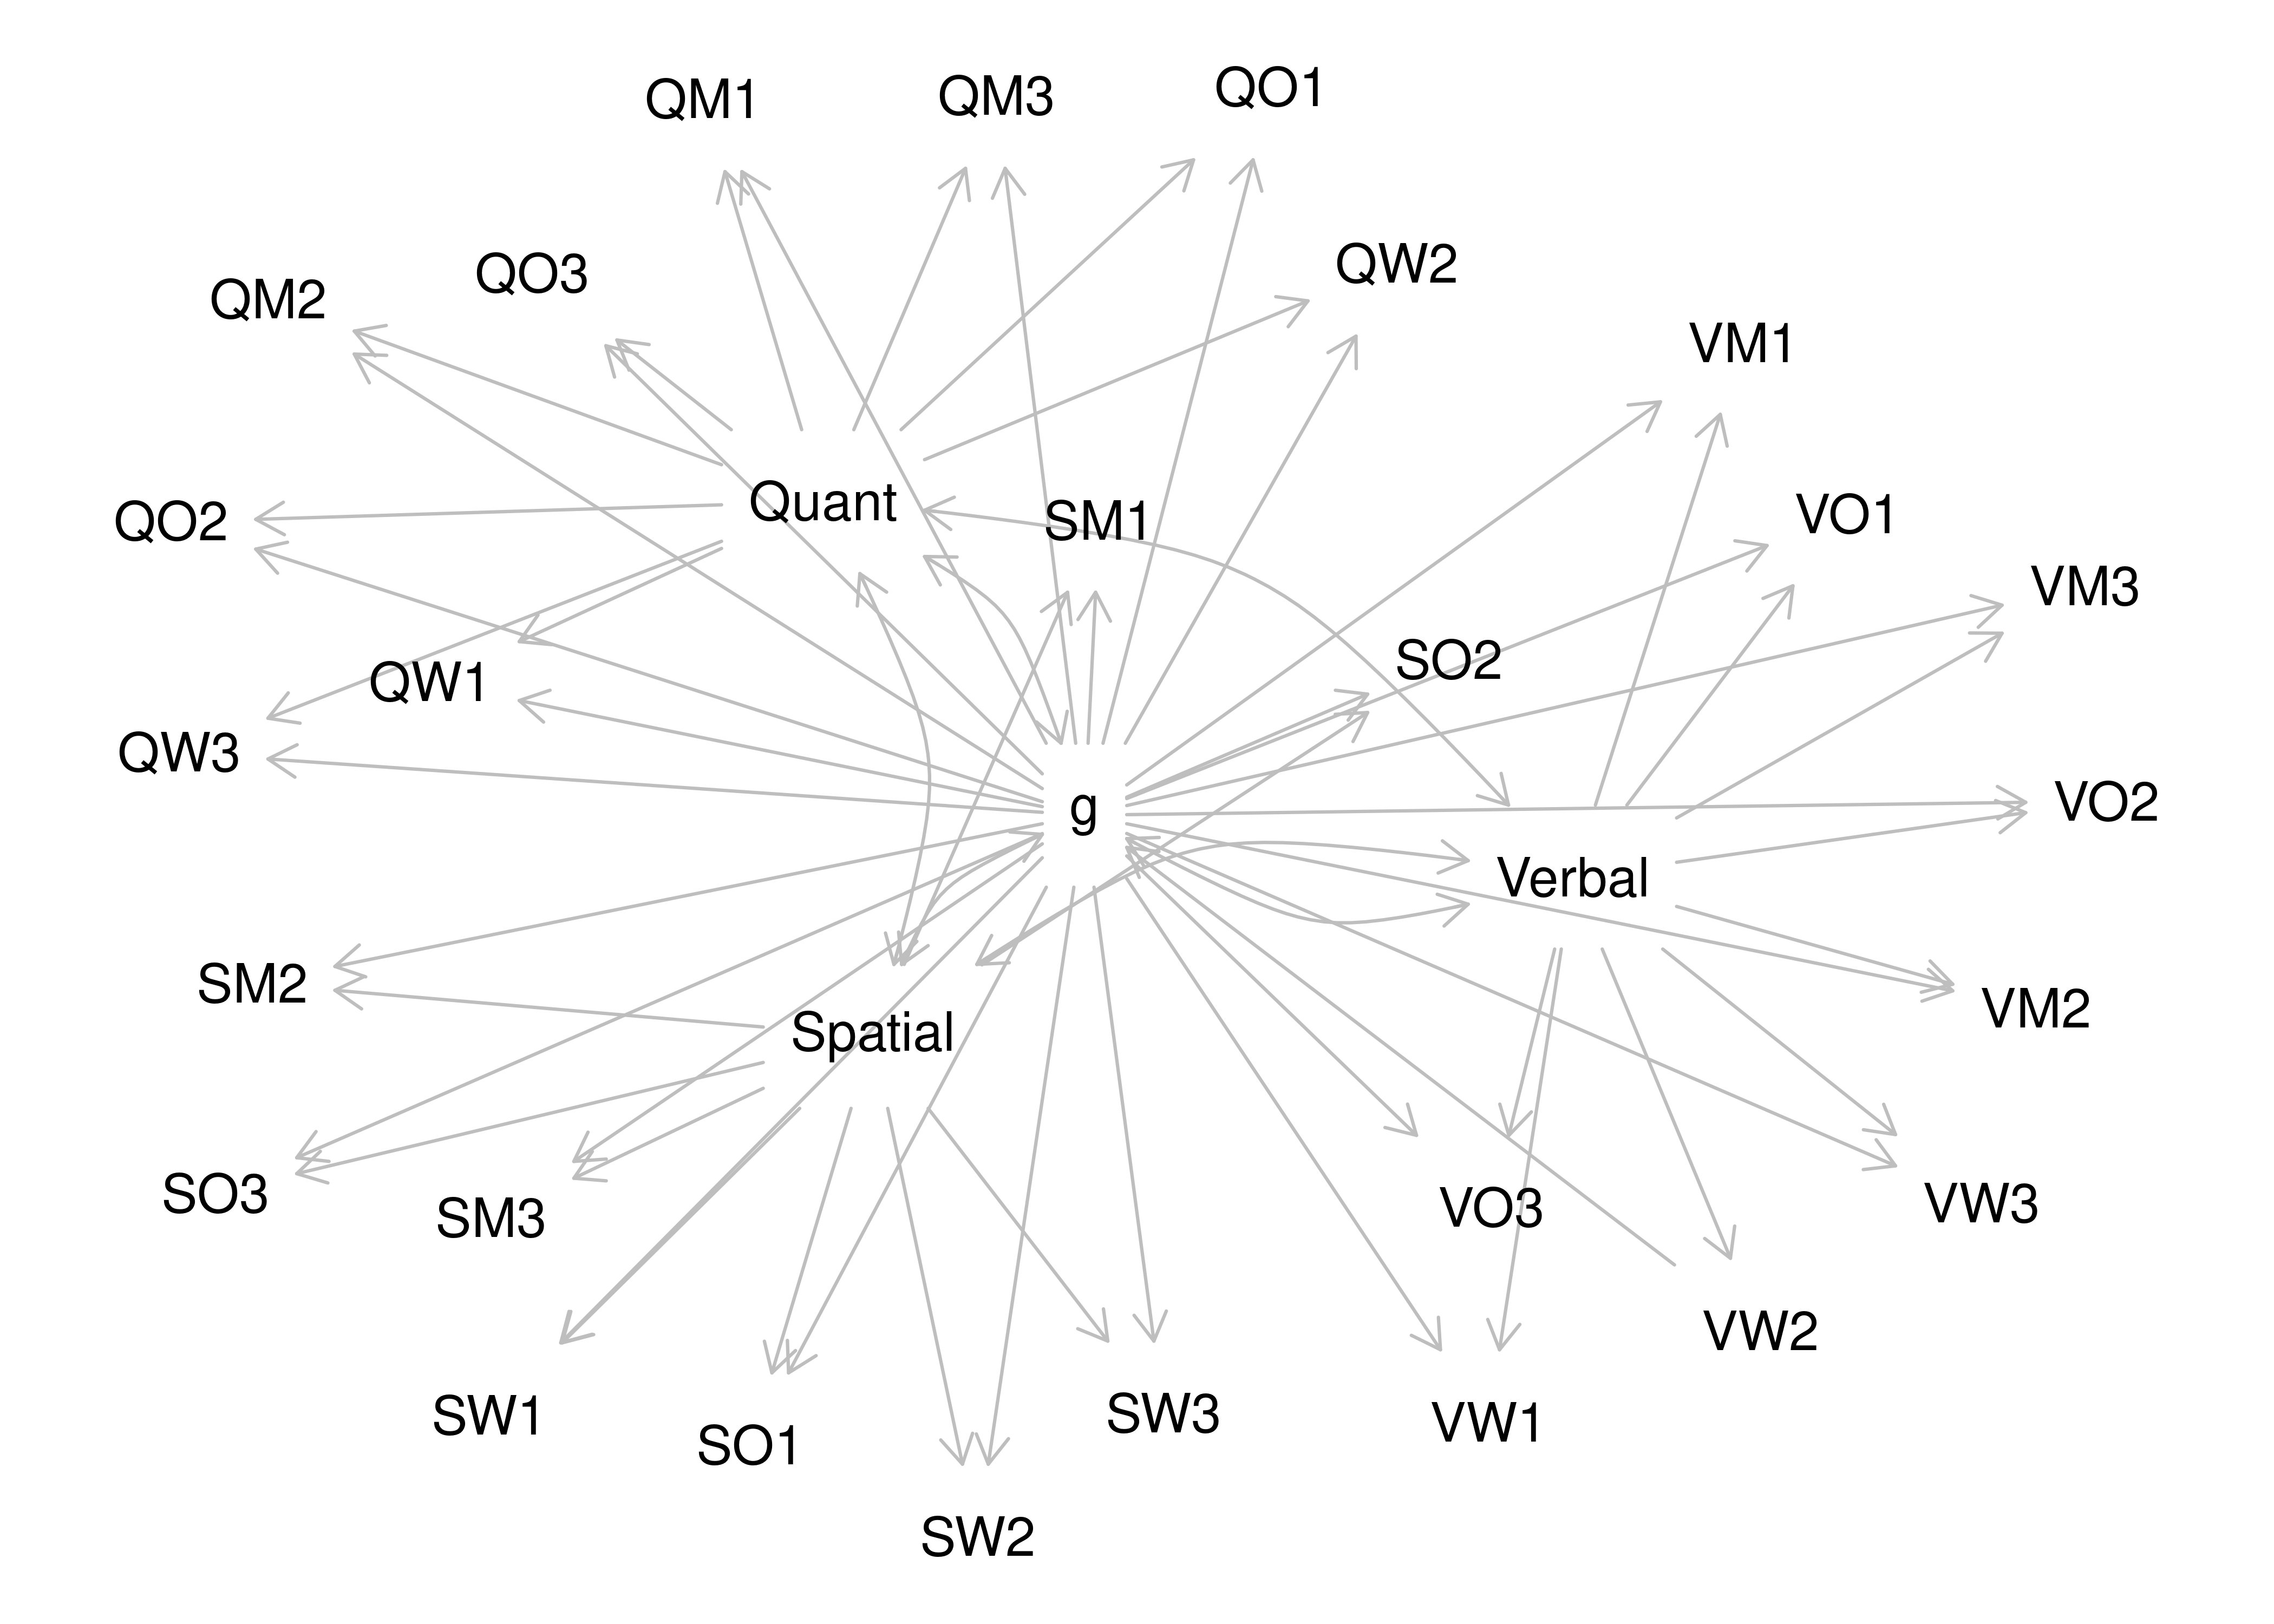 QO1
QM3
QM1
QW2
QO3
QM2
VM1
Quant
SM1
VO1
QO2
VM3
SO2
QW1
QW3
VO2
g
Verbal
SM2
VM2
Spatial
SO3
VW3
VO3
SM3
VW2
SW3
SW1
VW1
SO1
SW2